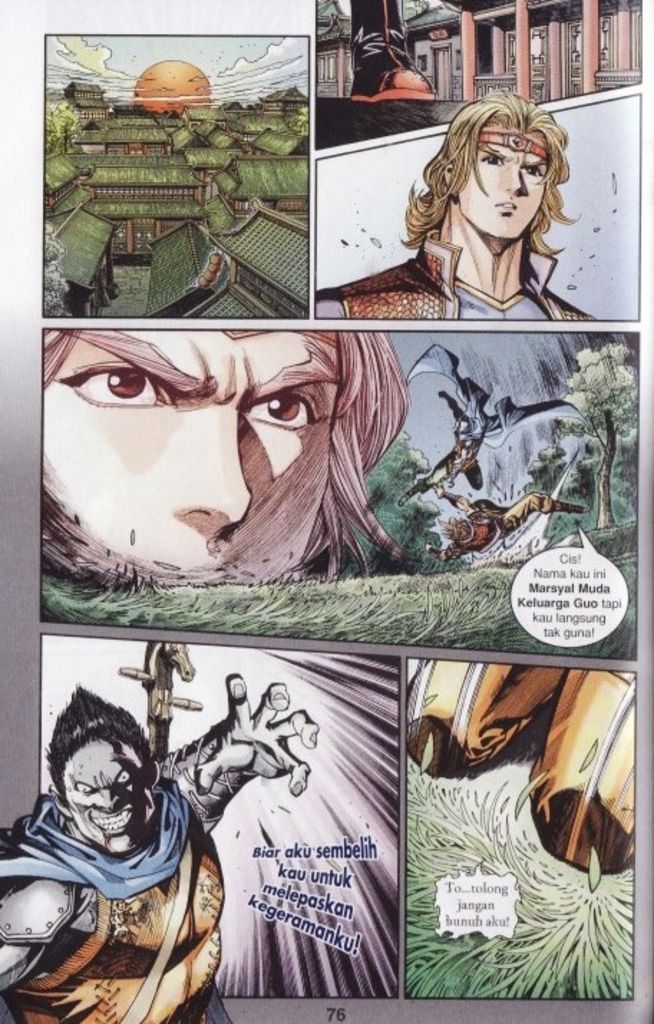 Cis!
Nama kau ini
Marsyal Muda
Keluarga Guo tapi
kau langsung
tak guna!
Biar aku sembelih
kau untuk
melepaskan
kegeramanku!
To...tolong
jangan
bunuh aku!
76